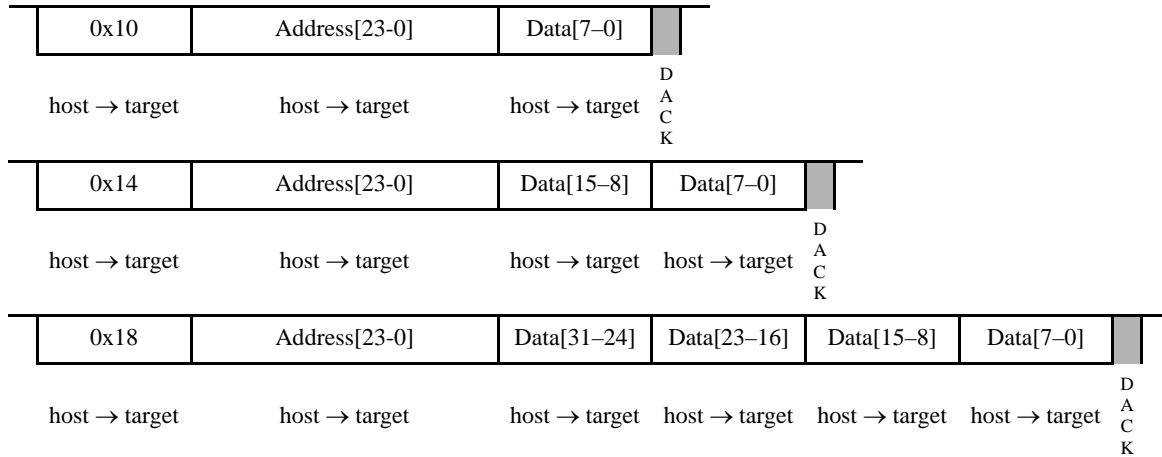 0x10 Address[23-0] Data[7–0]
host → target host → target host → target
D
A
C
K
0x14 Address[23-0] Data[15–8] Data[7–0]
host → target host → target host → target host → target
D
A
C
K
0x18 Address[23-0] Data[31–24] Data[23–16] Data[15–8] Data[7–0]
host → target host → target host → target host → target host → target host → target
D
A
C
K